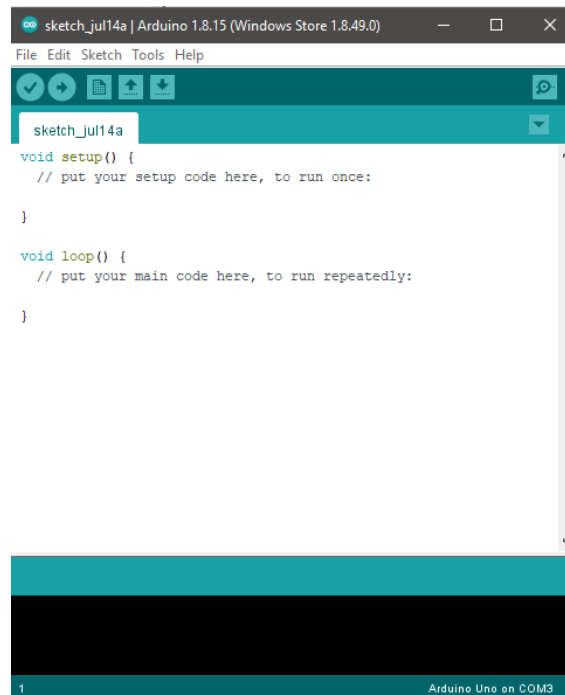 sketch_jul14a | Arduino 1.8.15 (Windows Store 1.8.49.0)
File Edit Sketch Tools Help
sketch_jul14a
void setup() {
  // put your setup code here, to run once:
}
void loop() {
  // put your main code here, to run repeatedly:
}
1 Arduino Uno on COM3